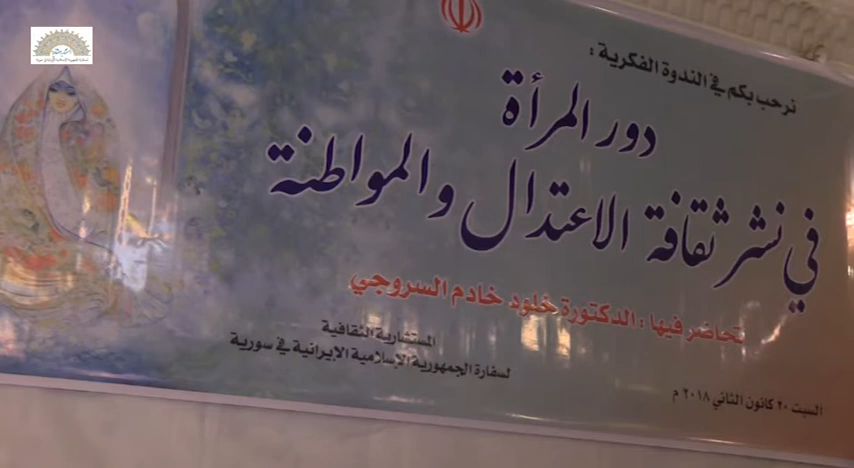 نرحب بكم في الندوة الفكرية :
دور المرأة
في نشر ثقافة الاعتدال والمواطنة
تحاضر فيها : الدكتورة خلود خادم السروجي
المستشارية الثقافية
لسفارة الجمهورية الإسلامية الإيرانية في سورية
السبت ٢٠ كانون الثاني ٢٠١٨ م